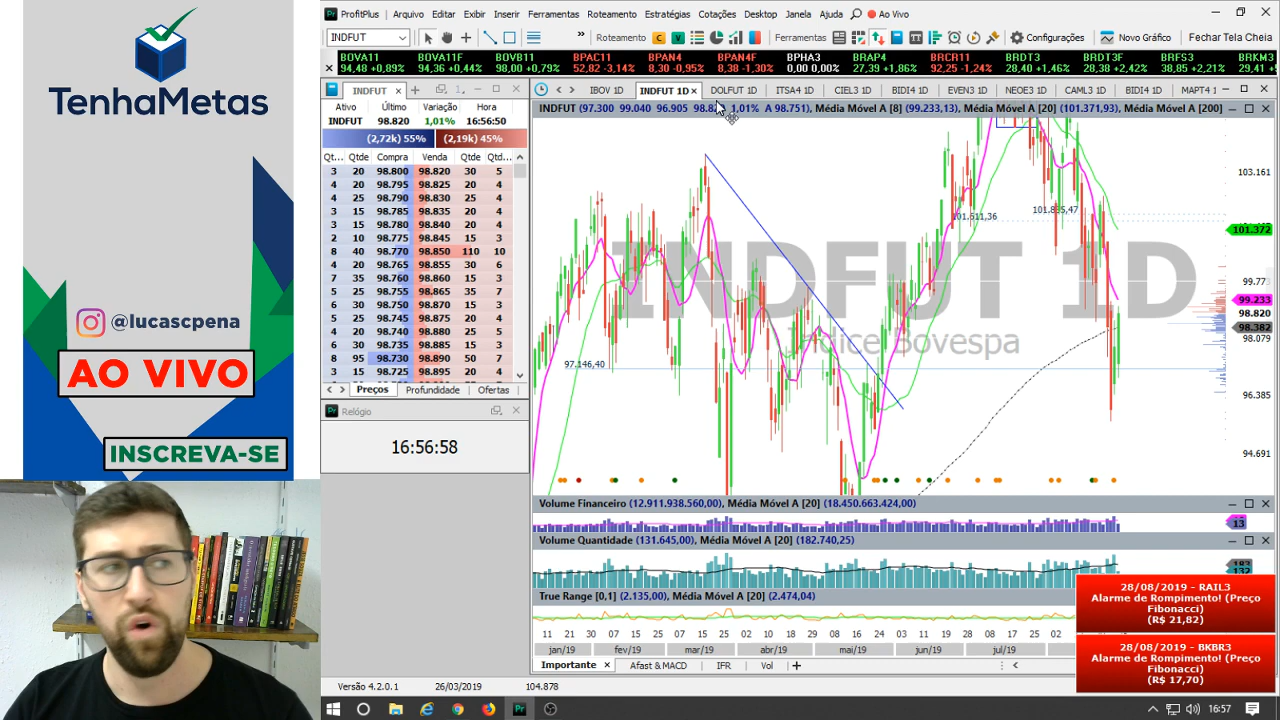 TenhaMetas
@lucascpena
AO VIVO
INSCREVA-SE
ProfitPlus Arquivo Editar Exibir Inserir Ferramentas Roteamento Estratégias Cotações Desktop Janela Ajuda Ao Vivo
INDFUT
Roteamento
Ferramentas
Configurações
Novo Gráfico
Fechar Tela Cheia
BOVA11 BOVA11F BOVB11 BPAC11 BPAN4 BPAN4F BPHA3 BRAP4 BRCR11 BRDT3 BRDT3F BRFS3 BRKM3
94,48 +0,89% 94,36 +0,44% 98,00 +0,79% 52,82 -3,14% 8,30 -0,95% 8,38 -1,30% 0,00 0,00% 27,39 +1,86% 92,25 -1,24% 28,40 +1,46% 28,38 +2,42% 38,85 +2,21% 29,41
INDFUT
Ativo Último Variação Hora
INDFUT 98.820 1,01% 16:56:50
(2,72k) 55% (2,19k) 45%
Qt... Qtde Compra Venda Qtde Qtd...
3 20 98.800 98.820 30 5
4 20 98.795 98.825 20 4
4 25 98.790 98.830 20 4
3 15 98.785 98.835 20 4
3 15 98.780 98.840 20 4
2 10 98.775 98.845 15 3
8 40 98.770 98.850 110 10
4 20 98.765 98.855 30 6
7 35 98.760 98.860 15 3
5 25 98.755 98.865 35 7
6 30 98.750 98.870 15 3
5 25 98.745 98.875 20 4
4 20 98.740 98.880 25 5
6 30 98.735 98.885 15 3
8 95 98.730 98.890 50 7
3 15 98.725 98.895 20 4
Preços Profundidade Ofertas
Relógio
16:56:58
IBOV 1D INDFUT 1D DOLFUT 1D ITSA4 1D CIEL3 1D BIDI4 1D EVEN3 1D NEOE3 1D CAML3 1D BIDI4 1D MAPT4 1
INDFUT (97.300 99.040 96.905 98.82 1,01% A 98.751), Média Móvel A [8] (99.233,13), Média Móvel A [20] (101.371,93), Média Móvel A [200]
INDFUT 1D
Índice Bovespa
101.611,36
97.146,40
103.161
101.372
99.773
99.233
98.820
98.382
98.079
96.385
94.691
Volume Financeiro (12.911.938.560,00), Média Móvel A [20] (18.450.663.424,00)
13
Volume Quantidade (131.645,00), Média Móvel A [20] (182.740,25)
True Range [0,1] (2.135,00), Média Móvel A [20] (2.474,04)
11 21 30 07 18 25 07 15 25 02 10 18 29 08 16 24 03 11 19 28 08 17 25 02
jan/19 fev/19 mar/19 abr/19 mai/19 jun/19 jul/19
Importante Afast & MACD IFR Vol
28/08/2019 - RAIL3
Alarme de Rompimento! (Preço
Fibonacci)
(R$ 21,82)
28/08/2019 - BKBR3
Alarme de Rompimento! (Preço
Fibonacci)
(R$ 17,70)
Versão 4.2.0.1 26/03/2019 104.878
16:57